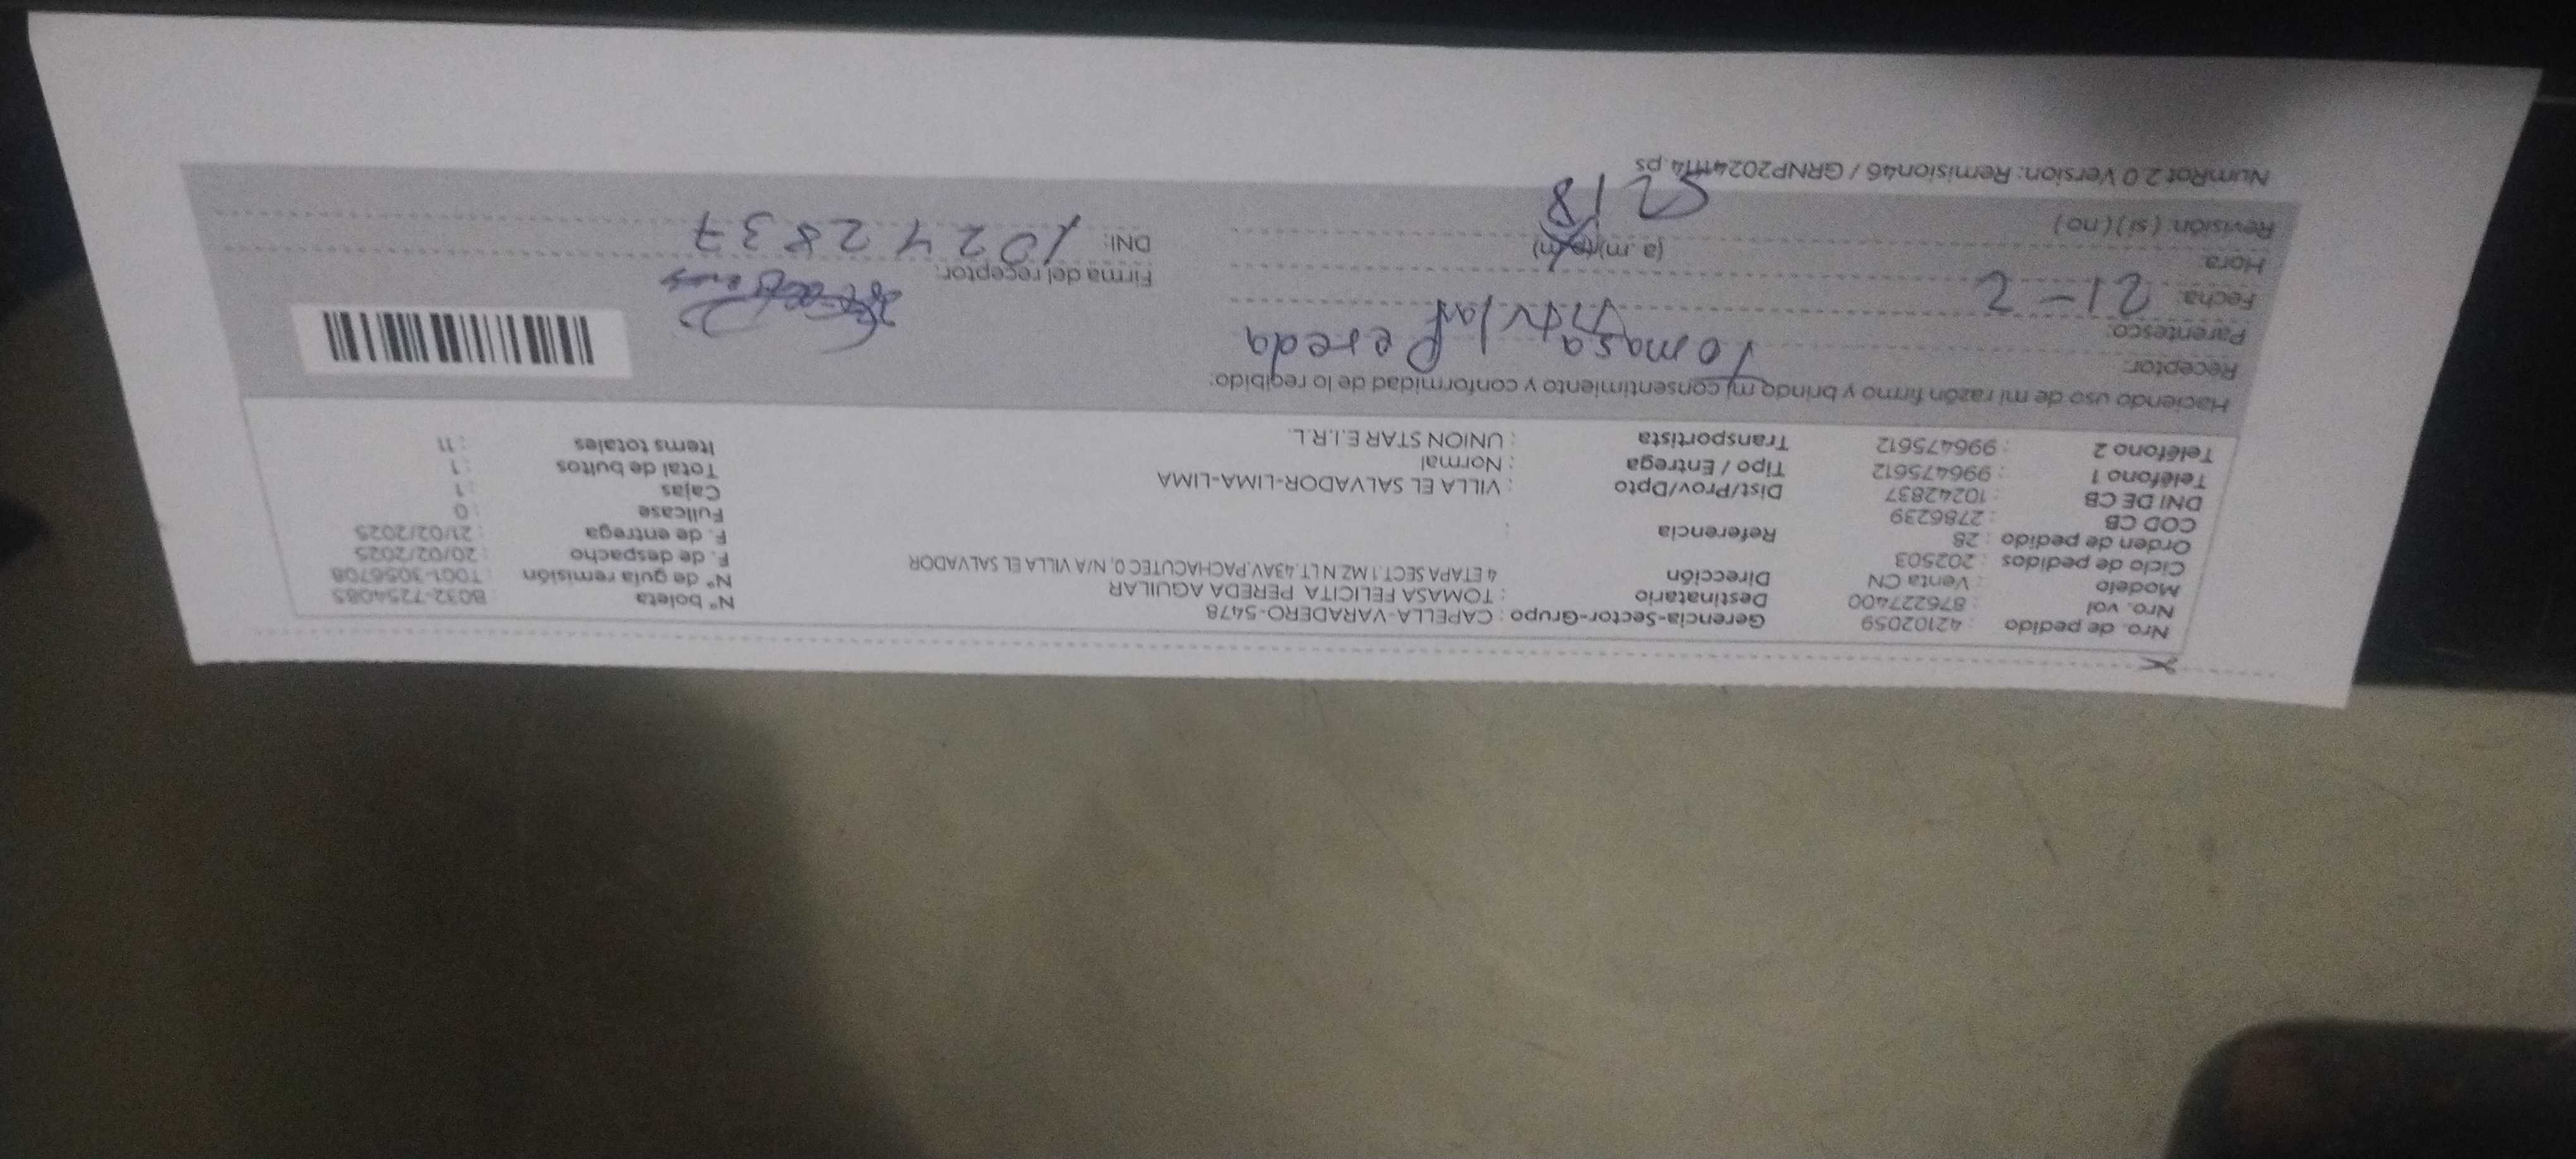 Nro. de pedido : 42102059 Gerencia-Sector-Grupo : CAPELLA-VARADERO-5478 N° boleta : B032-7254085
Nro. vol : 876227400 Destinatario : TOMASA FELICITA PEREDA AGUILAR N° de guía remisión : T001-3056708
Modelo : Venta CN Dirección : 4 ETAPA SECT.1 MZ N LT.43AV.PACHACUTEC 0, N/A VILLA EL SALVADOR F. de despacho : 20/02/2025
Ciclo de pedidos : 202503 F. de entrega : 21/02/2025
Orden de pedido : 28 Referencia : Fullcase : 0
COD CB : 2786239 Cajas : 1
DNI DE CB : 10242837 Dist/Prov/Dpto : VILLA EL SALVADOR-LIMA-LIMA Total de bultos : 1
Teléfono 1 : 996475612 Tipo / Entrega : Normal Items totales : 11
Teléfono 2 : 996475612 Transportista : UNION STAR E.I.R.L.
Haciendo uso de mi razón firmo y brindo mi consentimiento y conformidad de lo recibido:
Receptor: Tomasa Pereda
Parentesco:
Fecha: 21-2 Firma del receptor:
Hora: (a.m)(p.m) DNI: 10242837
Revisión: (si)(no)
NumRot 2.0 Version: Remision46 / GRNP20241114.ps